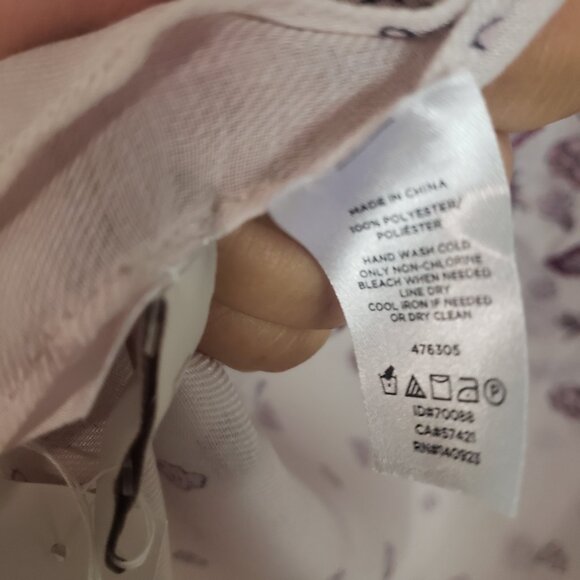 MADE IN CHINA
100% POLYESTER/
POLIÉSTER
HAND WASH COLD
ONLY NON-CHLORINE
BLEACH WHEN NEEDED
LINE DRY
COOL IRON IF NEEDED
OR DRY CLEAN
476305
P
ID#70088
CA#57421
RN#140923